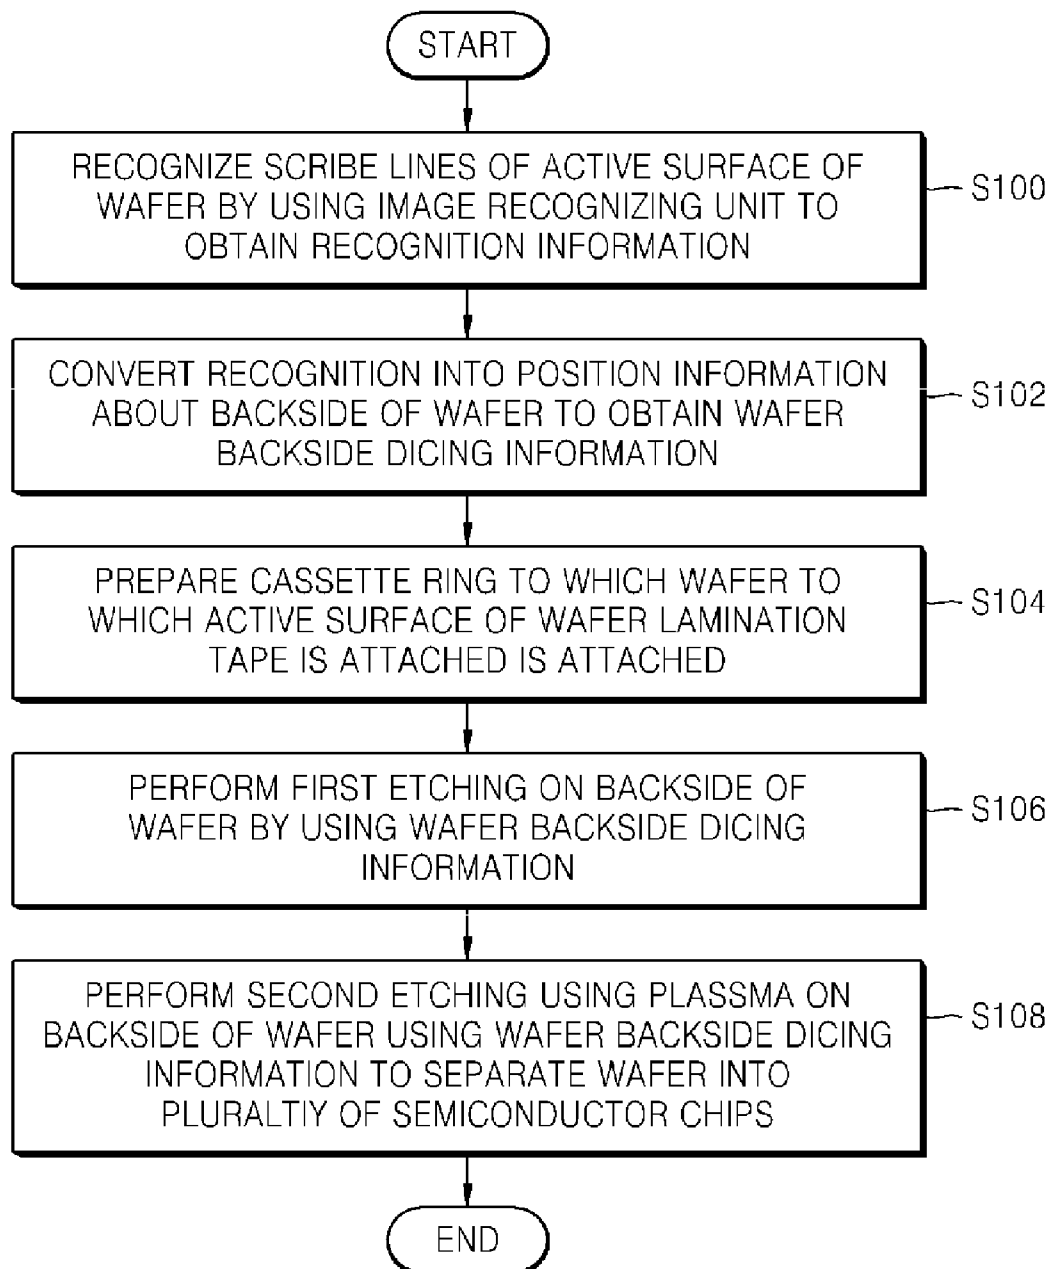 START
RECOGNIZE SCRIBE LINES OF ACTIVE SURFACE OF
WAFER BY USING IMAGE RECOGNIZING UNIT TO
OBTAIN RECOGNITION INFORMATION
S100
CONVERT RECOGNITION INTO POSITION INFORMATION
ABOUT BACKSIDE OF WAFER TO OBTAIN WAFER
BACKSIDE DICING INFORMATION
S102
PREPARE CASSETTE RING TO WHICH WAFER TO
WHICH ACTIVE SURFACE OF WAFER LAMINATION
TAPE IS ATTACHED IS ATTACHED
S104
PERFORM FIRST ETCHING ON BACKSIDE OF
WAFER BY USING WAFER BACKSIDE DICING
INFORMATION
S106
PERFORM SECOND ETCHING USING PLASSMA ON
BACKSIDE OF WAFER USING WAFER BACKSIDE DICING
INFORMATION TO SEPARATE WAFER INTO
PLURALTIY OF SEMICONDUCTOR CHIPS
S108
END